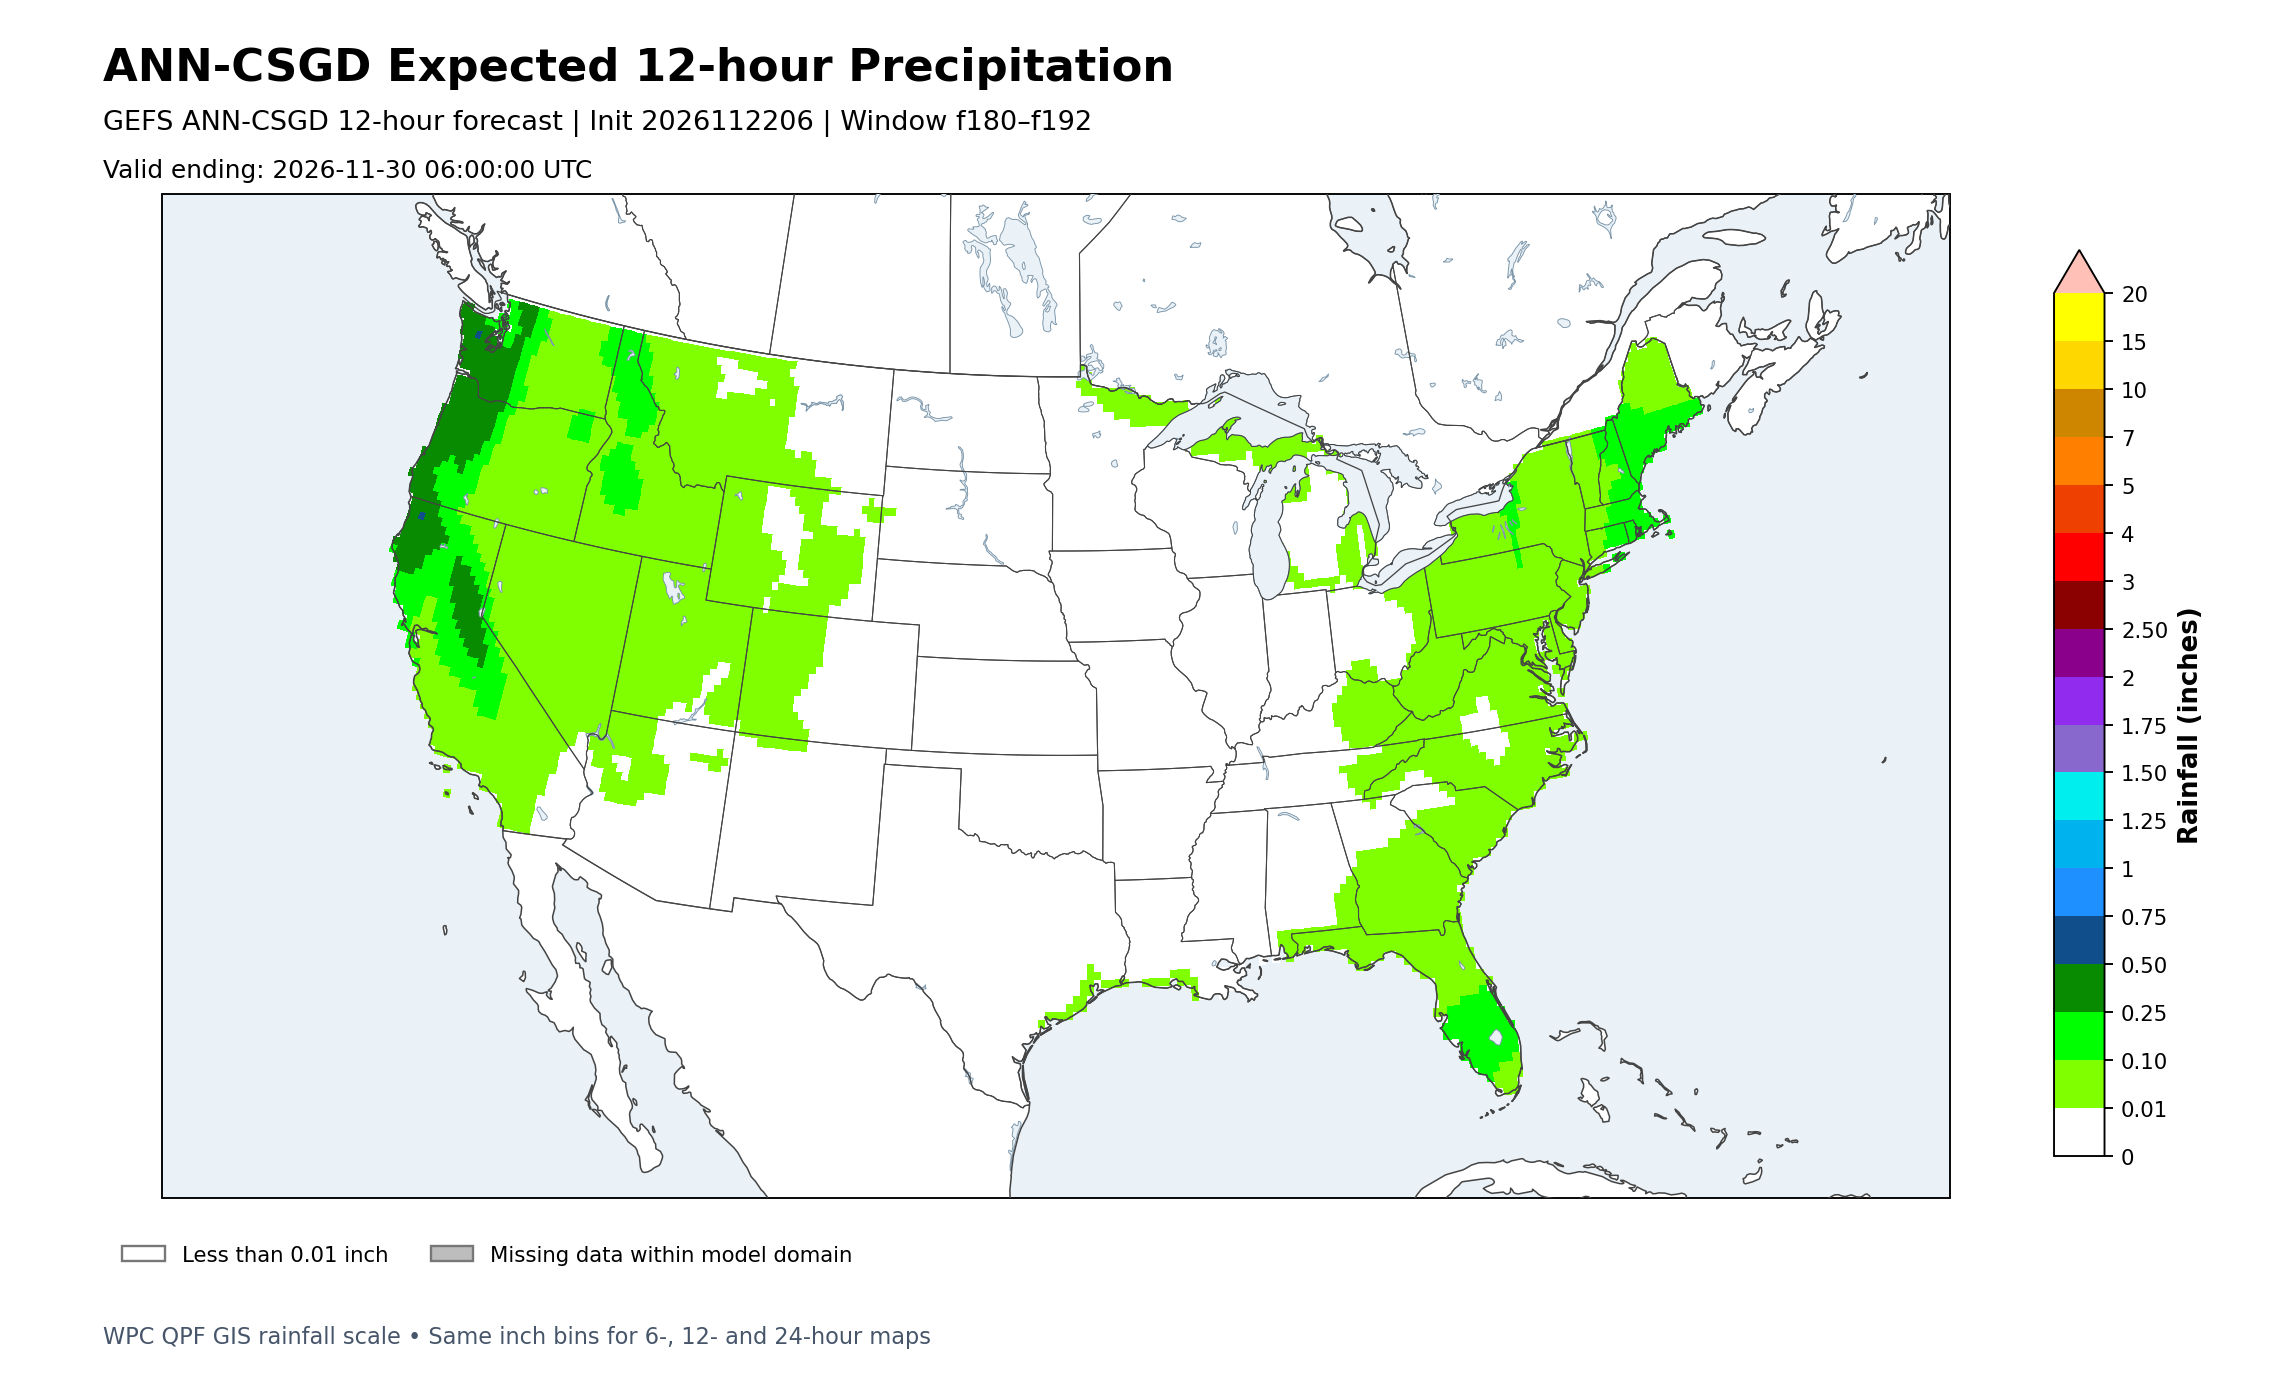 ANN-CSGD Expected 12-hour Precipitation
GEFS ANN-CSGD 12-hour forecast | Init 2026112206 | Window f180–f192
Valid ending: 2026-11-30 06:00:00 UTC
20
15
10
7
5
4
3
2.50
2
1.75
1.50
1.25
1
0.75
0.50
0.25
0.10
0.01
0
Rainfall (inches)
Less than 0.01 inch
Missing data within model domain
WPC QPF GIS rainfall scale • Same inch bins for 6-, 12- and 24-hour maps